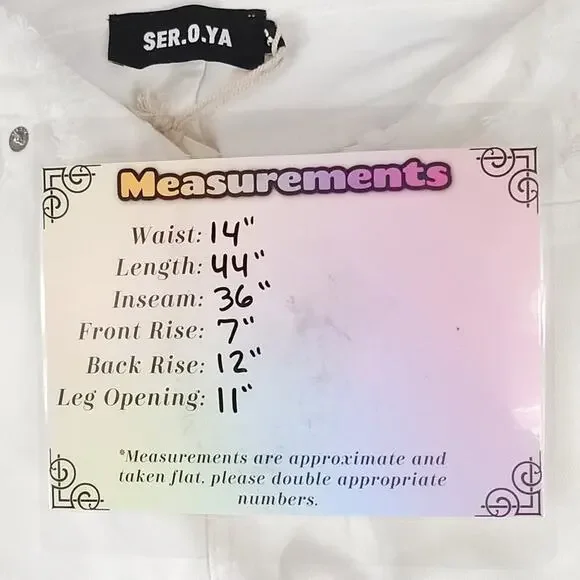 SER.O.YA
Measurements
Waist: 14"
Length: 44"
Inseam: 36"
Front Rise: 7"
Back Rise: 12"
Leg Opening: 11"
*Measurements are approximate and
taken flat. please double appropriate
numbers.